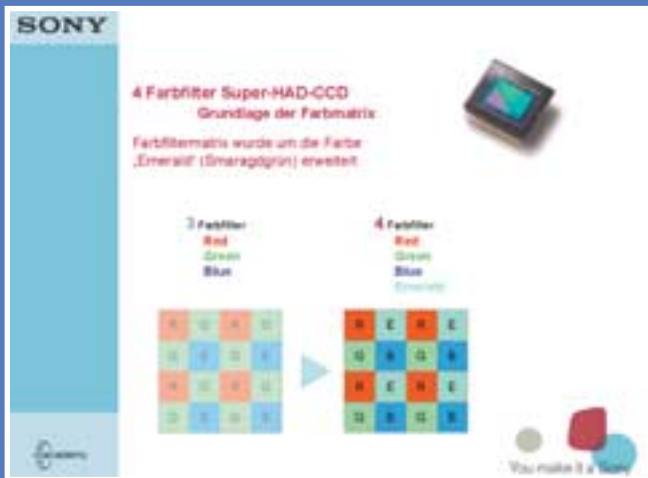 SONY
4 Farbfilter Super-HAD-CCD
Grundlage der Farbmatrix
Farbfiltermatrix wurde um die Farbe
„Emerald" (Smaragdgrün) erweitert
3 Farbfilter
Red
Green
Blue
4 Farbfilter
Red
Green
Blue
Emerald
R G R G
G B G B
R G R G
G B G B
R E R E
G B G B
R E R E
G B G B
You make it a Sony